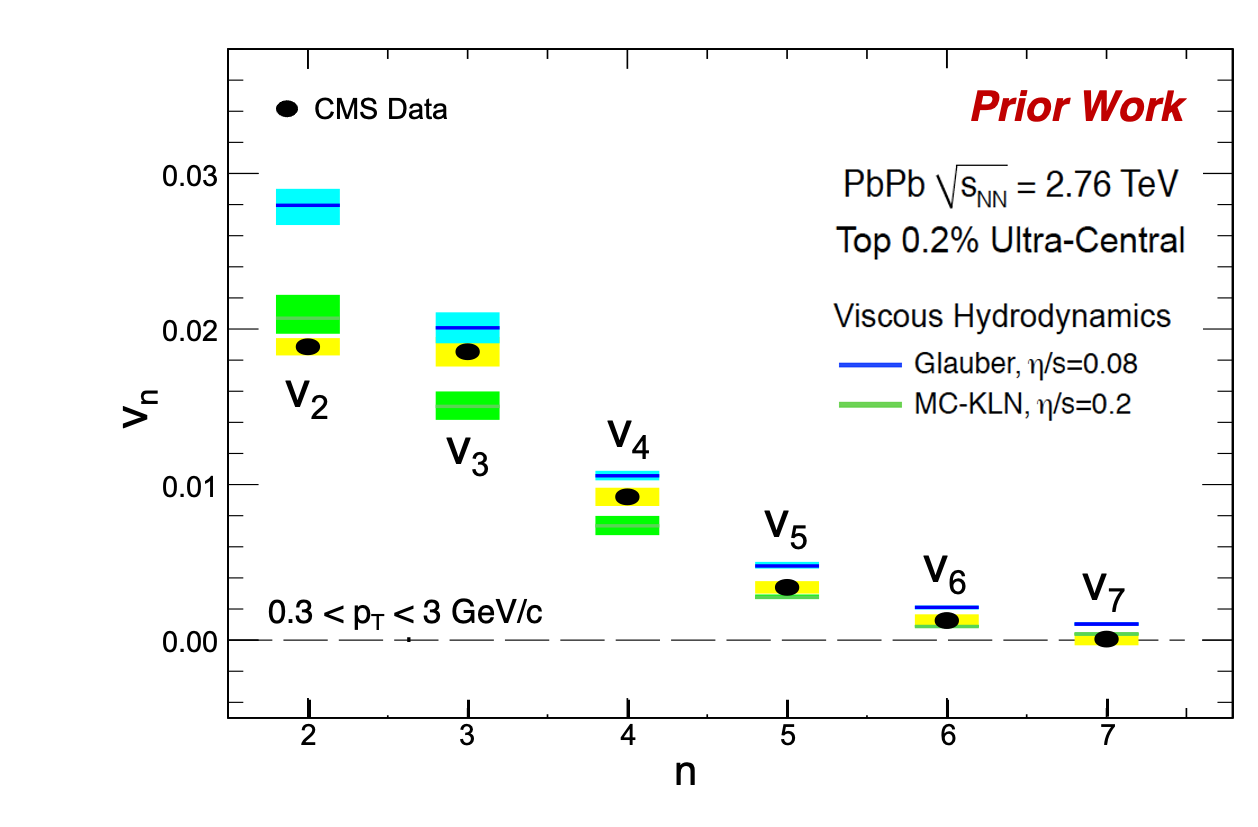 CMS Data
Prior Work
PbPb √sNN = 2.76 TeV
Top 0.2% Ultra-Central
Viscous Hydrodynamics
Glauber, η/s=0.08
MC-KLN, η/s=0.2
0.03
0.02
0.01
0.00
vn
v2
v3
v4
v5
v6
v7
0.3 < pT < 3 GeV/c
2 3 4 5 6 7
n